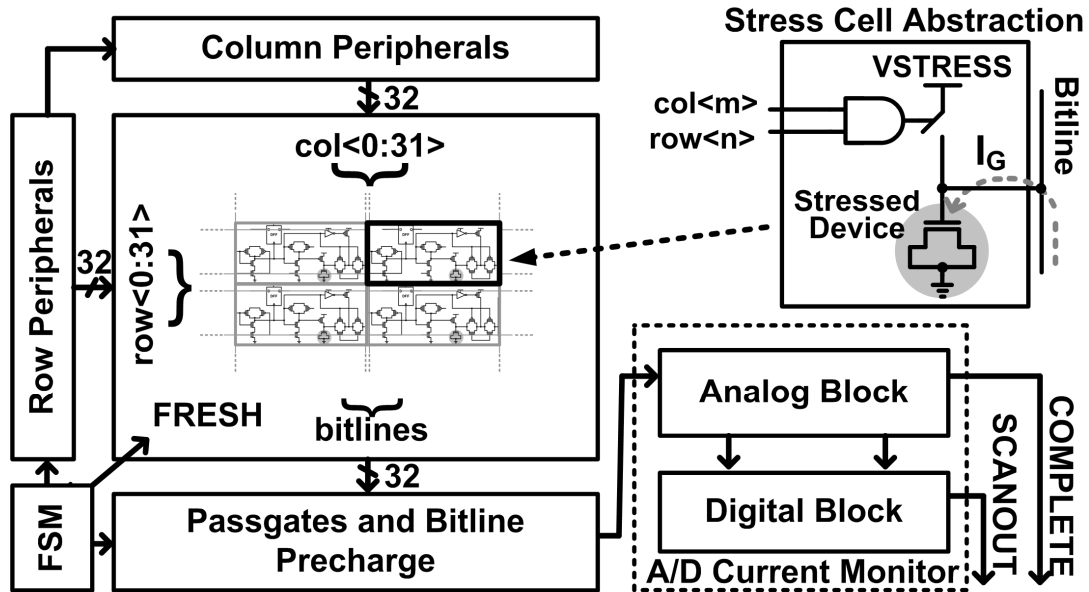 Column Peripherals
32
Row Peripherals
32
col<0:31>
row<0:31>
FRESH
bitlines
32
FSM
Passgates and Bitline
Precharge
Stress Cell Abstraction
VSTRESS
col<m>
row<n>
IG
Bitline
Stressed
Device
Analog Block
Digital Block
A/D Current Monitor
SCANOUT
COMPLETE